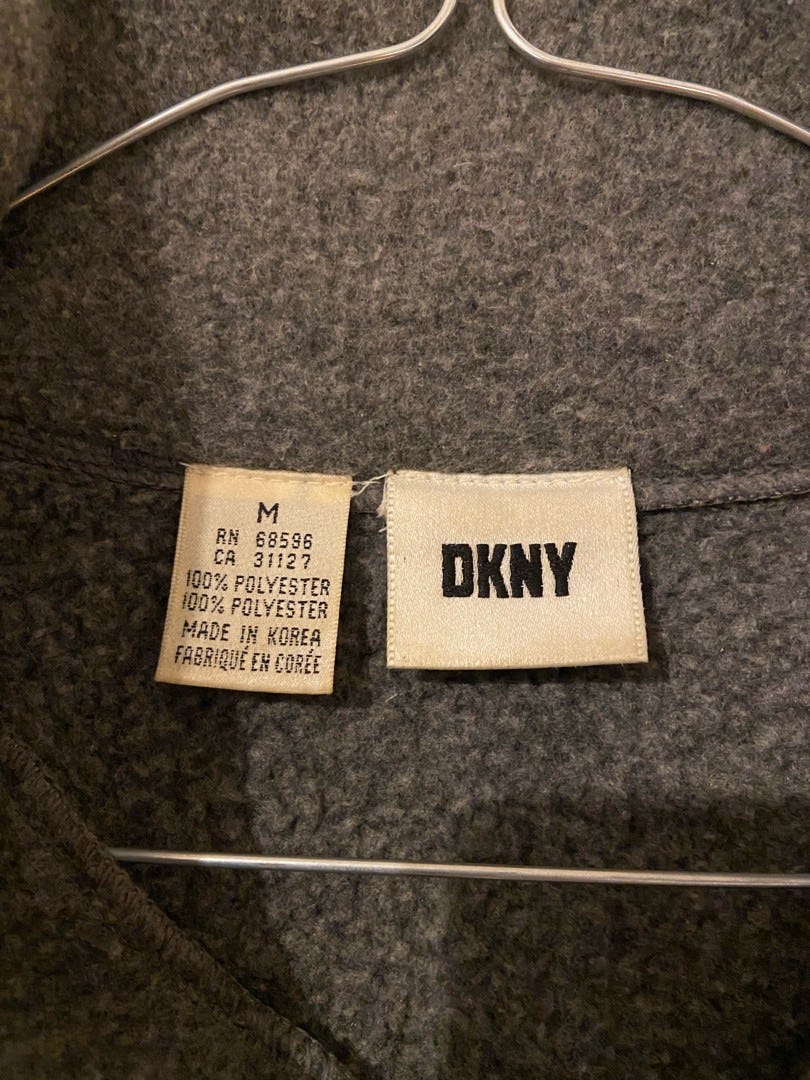 M
RN 68596
CA 31127
100% POLYESTER
100% POLYESTER
MADE IN KOREA
FABRIQUÉ EN CORÉE
DKNY